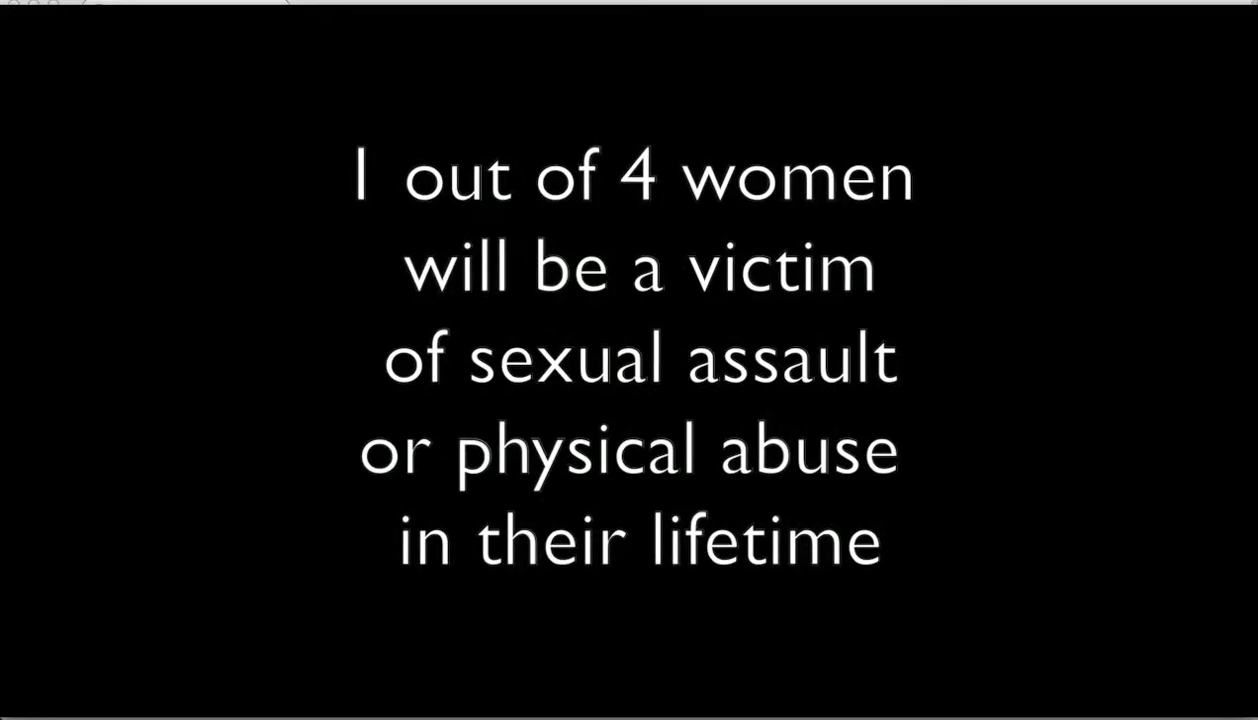 1 out of 4 women
will be a victim
of sexual assault
or physical abuse
in their lifetime